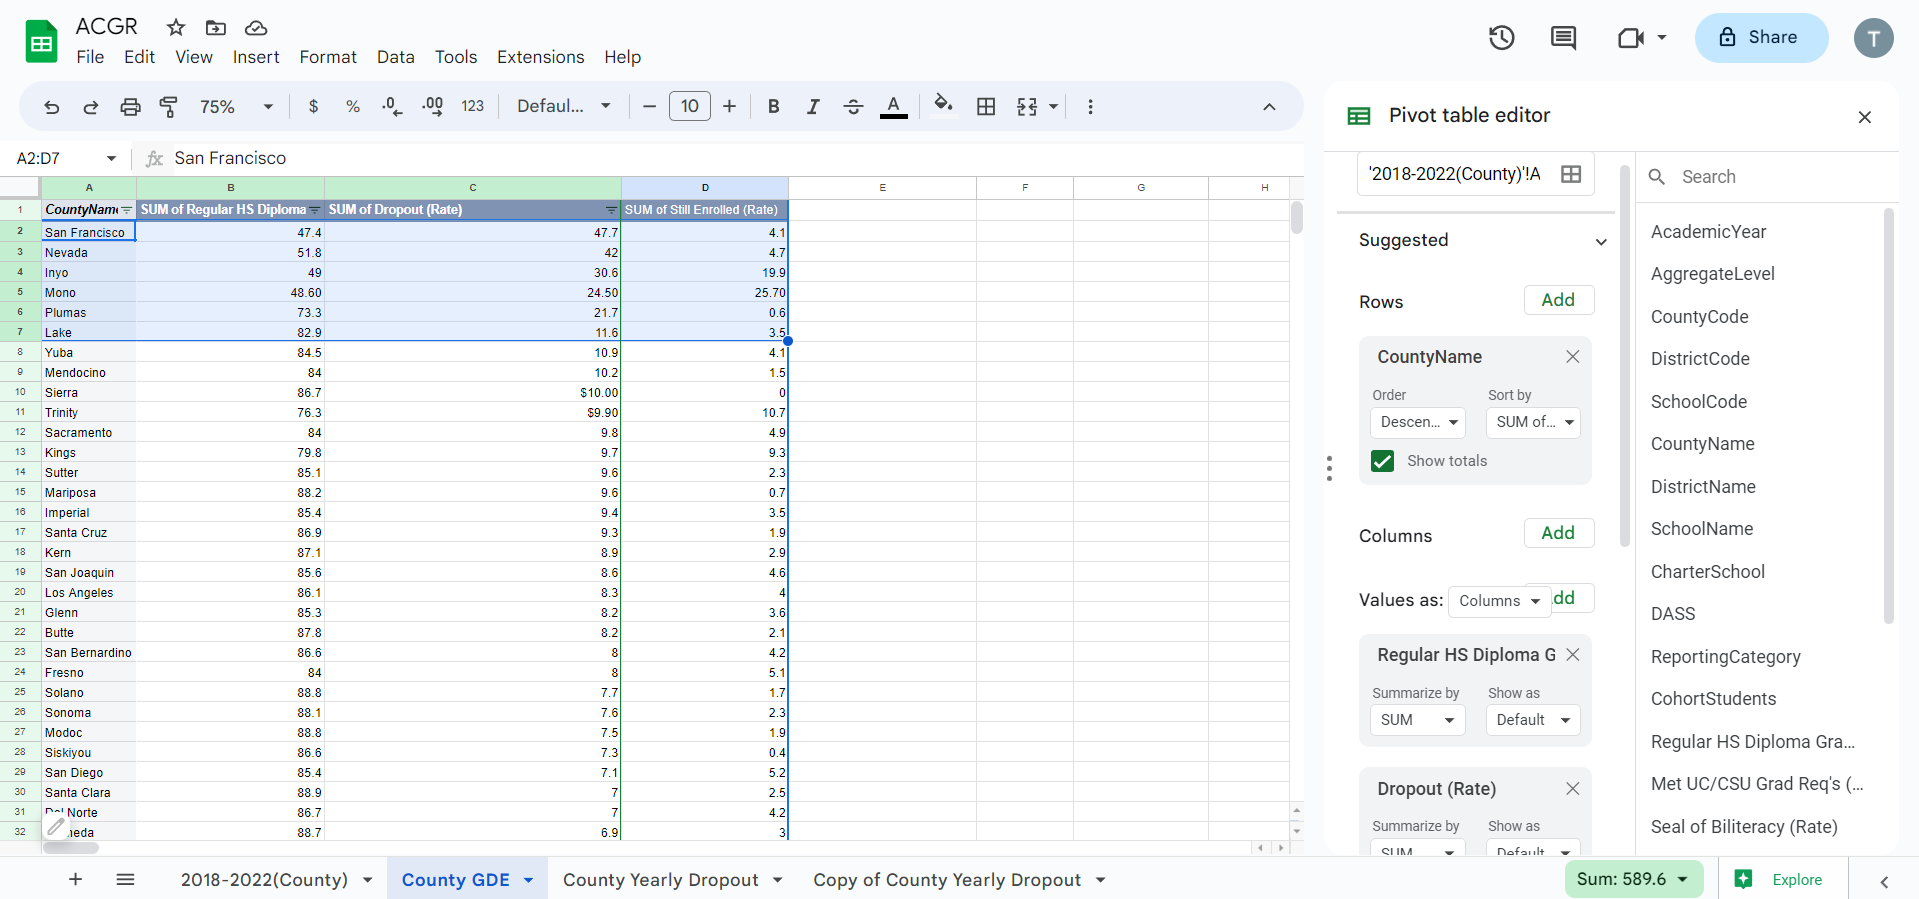 ACGR
File Edit View Insert Format Data Tools Extensions Help
Share
T
75% $ % .0 .00 123 Defaul... 10 B I A
Pivot table editor
A2:D7 fx San Francisco
'2018-2022(County)'!A
Search
A B C D E F G H
1 CountyName SUM of Regular HS Diploma SUM of Dropout (Rate) SUM of Still Enrolled (Rate)
2 San Francisco 47.4 47.7 4.1
3 Nevada 51.8 42 4.7
4 Inyo 49 30.6 19.9
5 Mono 48.60 24.50 25.70
6 Plumas 73.3 21.7 0.6
7 Lake 82.9 11.6 3.5
8 Yuba 84.5 10.9 4.1
9 Mendocino 84 10.2 1.5
10 Sierra 86.7 $10.00 0
11 Trinity 76.3 $9.90 10.7
12 Sacramento 84 9.8 4.9
13 Kings 79.8 9.7 9.3
14 Sutter 85.1 9.6 2.3
15 Mariposa 88.2 9.6 0.7
16 Imperial 85.4 9.4 3.5
17 Santa Cruz 86.9 9.3 1.9
18 Kern 87.1 8.9 2.9
19 San Joaquin 85.6 8.6 4.6
20 Los Angeles 86.1 8.3 4
21 Glenn 85.3 8.2 3.6
22 Butte 87.8 8.2 2.1
23 San Bernardino 86.6 8 4.2
24 Fresno 84 8 5.1
25 Solano 88.8 7.7 1.7
26 Sonoma 88.1 7.6 2.3
27 Modoc 88.8 7.5 1.9
28 Siskiyou 86.6 7.3 0.4
29 San Diego 85.4 7.1 5.2
30 Santa Clara 88.9 7 2.5
31 Norte 86.7 7 4.2
32 88.7 6.9 3
Suggested
Rows Add
CountyName
Order Sort by
Descen... SUM of...
Show totals
Columns Add
Values as: Columns
Regular HS Diploma G
Summarize by Show as
SUM Default
Dropout (Rate)
Summarize by Show as
SUM Default
AcademicYear
AggregateLevel
CountyCode
DistrictCode
SchoolCode
CountyName
DistrictName
SchoolName
CharterSchool
DASS
ReportingCategory
CohortStudents
Regular HS Diploma Gra...
Met UC/CSU Grad Req's (...
Seal of Biliteracy (Rate)
2018-2022(County) County GDE County Yearly Dropout Copy of County Yearly Dropout
Sum: 589.6 Explore